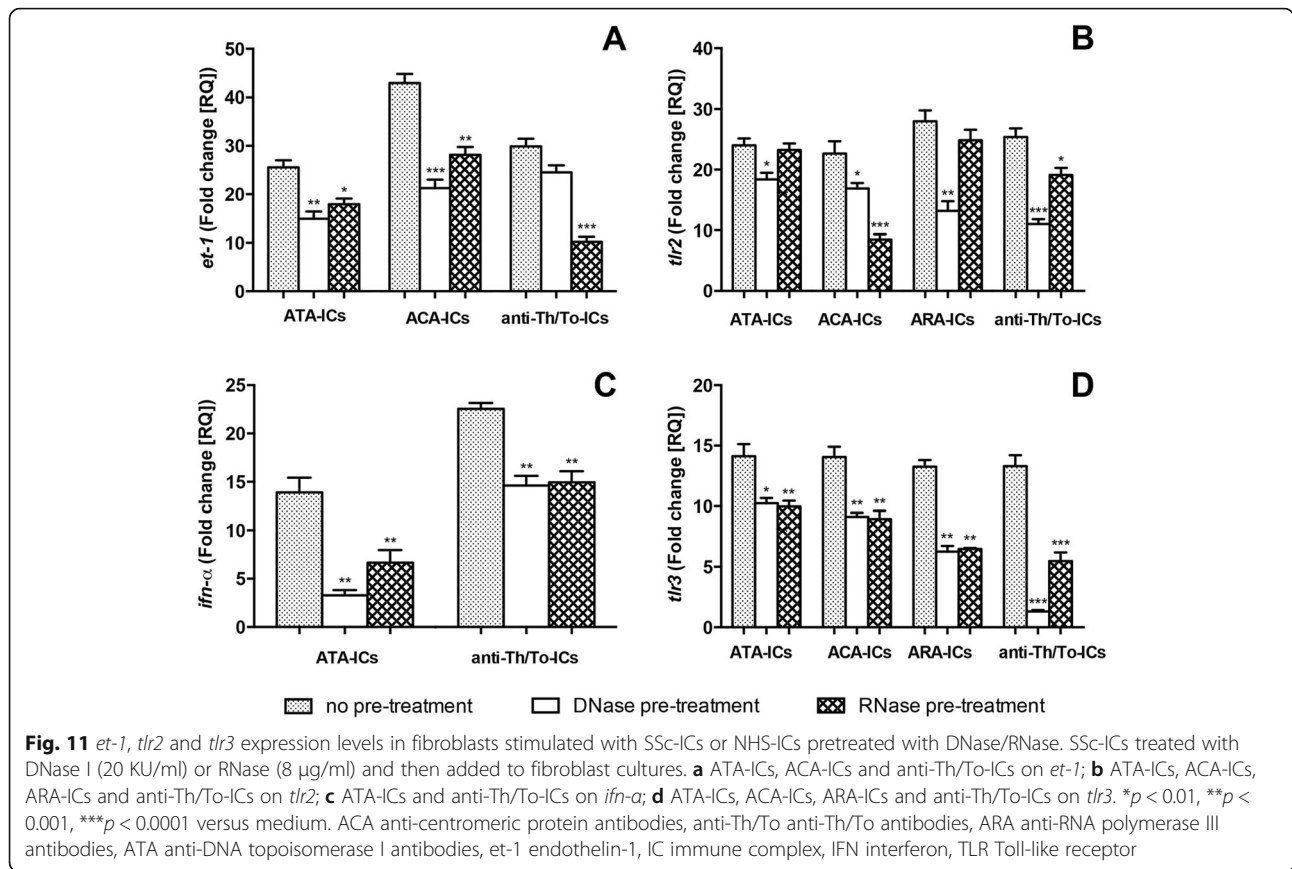 A
50
40
30
20
10
0
et-1 (Fold change [RQ])
** *
*** **
***
ATA-ICs ACA-ICs anti-Th/To-ICs
B
40
30
20
10
0
tlr2 (Fold change [RQ])
*
* ***
**
*** *
ATA-ICs ACA-ICs ARA-ICs anti-Th/To-ICs
C
25
20
15
10
5
0
ifn-α (Fold change [RQ])
** **
** **
ATA-ICs anti-Th/To-ICs
D
20
15
10
5
0
tlr3 (Fold change [RQ])
* **
** **
** **
*** ***
ATA-ICs ACA-ICs ARA-ICs anti-Th/To-ICs
no pre-treatment DNase pre-treatment RNase pre-treatment
Fig. 11 et-1, tlr2 and tlr3 expression levels in fibroblasts stimulated with SSc-ICs or NHS-ICs pretreated with DNase/RNase. SSc-ICs treated with
DNase I (20 KU/ml) or RNase (8 μg/ml) and then added to fibroblast cultures. a ATA-ICs, ACA-ICs and anti-Th/To-ICs on et-1; b ATA-ICs, ACA-ICs,
ARA-ICs and anti-Th/To-ICs on tlr2; c ATA-ICs and anti-Th/To-ICs on ifn-α; d ATA-ICs, ACA-ICs, ARA-ICs and anti-Th/To-ICs on tlr3. *p < 0.01, **p <
0.001, ***p < 0.0001 versus medium. ACA anti-centromeric protein antibodies, anti-Th/To anti-Th/To antibodies, ARA anti-RNA polymerase III
antibodies, ATA anti-DNA topoisomerase I antibodies, et-1 endothelin-1, IC immune complex, IFN interferon, TLR Toll-like receptor